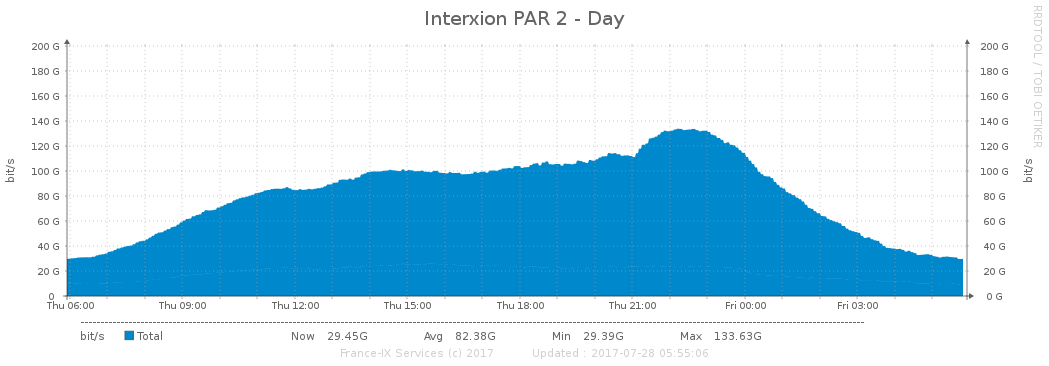 Interxion PAR 2 - Day
RRDTOOL / TOBI OETIKER
bit/s
bit/s
200 G 200 G
180 G 180 G
160 G 160 G
140 G 140 G
120 G 120 G
100 G 100 G
80 G 80 G
60 G 60 G
40 G 40 G
20 G 20 G
0 0 G
Thu 06:00 Thu 09:00 Thu 12:00 Thu 15:00 Thu 18:00 Thu 21:00 Fri 00:00 Fri 03:00
bit/s Total Now 29.45G Avg 82.38G Min 29.39G Max 133.63G
France-IX Services (c) 2017 Updated : 2017-07-28 05:55:06